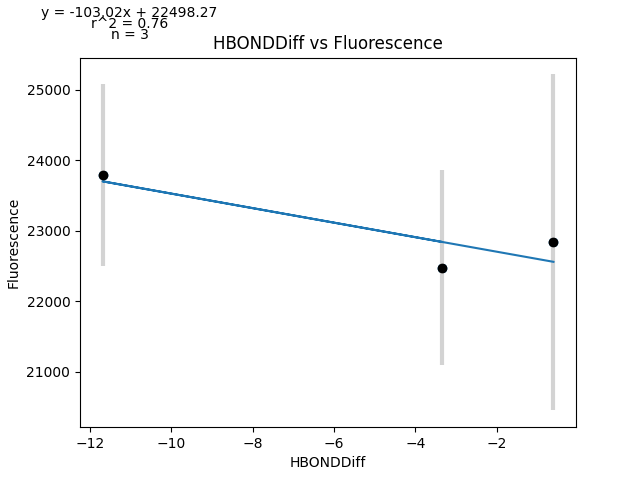 y = -103.02x + 22498.27
r^2 = 0.76
n = 3
HBONDDiff vs Fluorescence
25000
24000
23000
22000
21000
Fluorescence
−12 −10 −8 −6 −4 −2
HBONDDiff